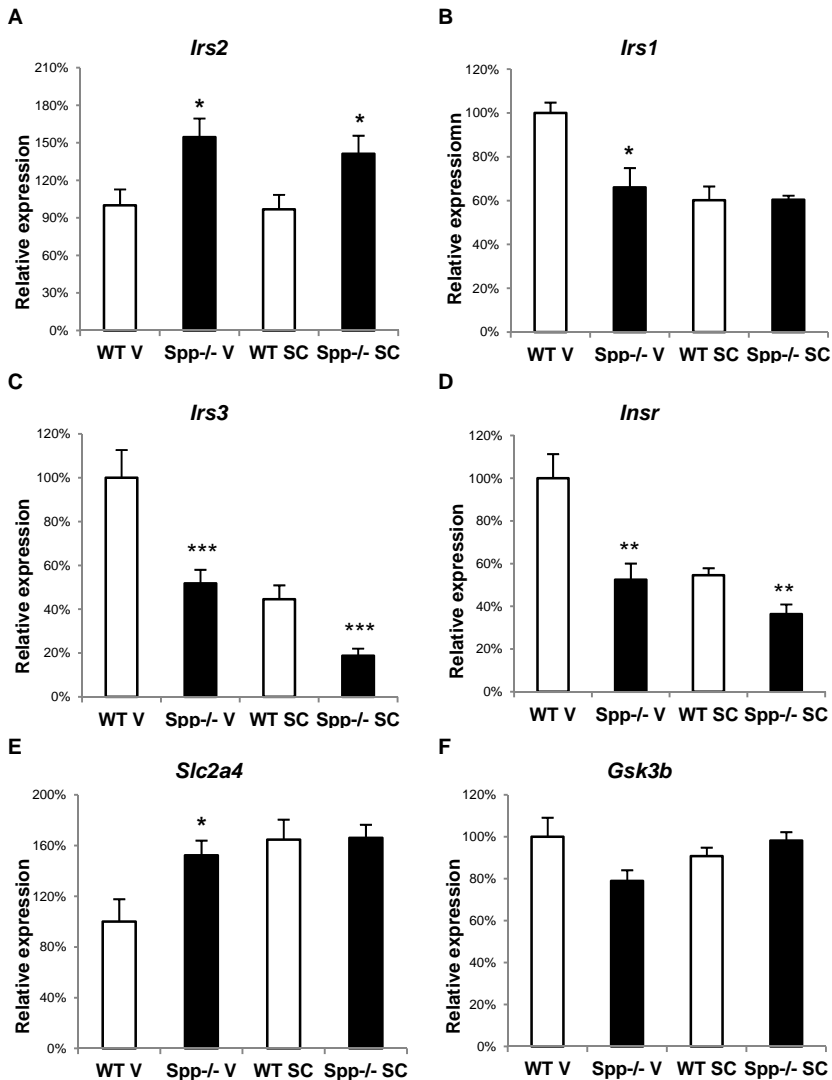 A
Irs2
Relative expression
210%
180%
150%
120%
90%
60%
30%
0%
*
*
WT V
Spp-/- V
WT SC
Spp-/- SC
B
Irs1
Relative expressiomn
120%
100%
80%
60%
40%
20%
0%
*
WT V
Spp-/- V
WT SC
Spp-/- SC
C
Irs3
Relative expression
120%
100%
80%
60%
40%
20%
0%
***
***
WT V
Spp-/- V
WT SC
Spp-/- SC
D
Insr
Relative expression
120%
100%
80%
60%
40%
20%
0%
**
**
WT V
Spp-/- V
WT SC
Spp-/- SC
E
Slc2a4
Relative expression
200%
160%
120%
80%
40%
0%
*
WT V
Spp-/- V
WT SC
Spp-/- SC
F
Gsk3b
Relative expression
120%
100%
80%
60%
40%
20%
0%
WT V
Spp-/- V
WT SC
Spp-/- SC